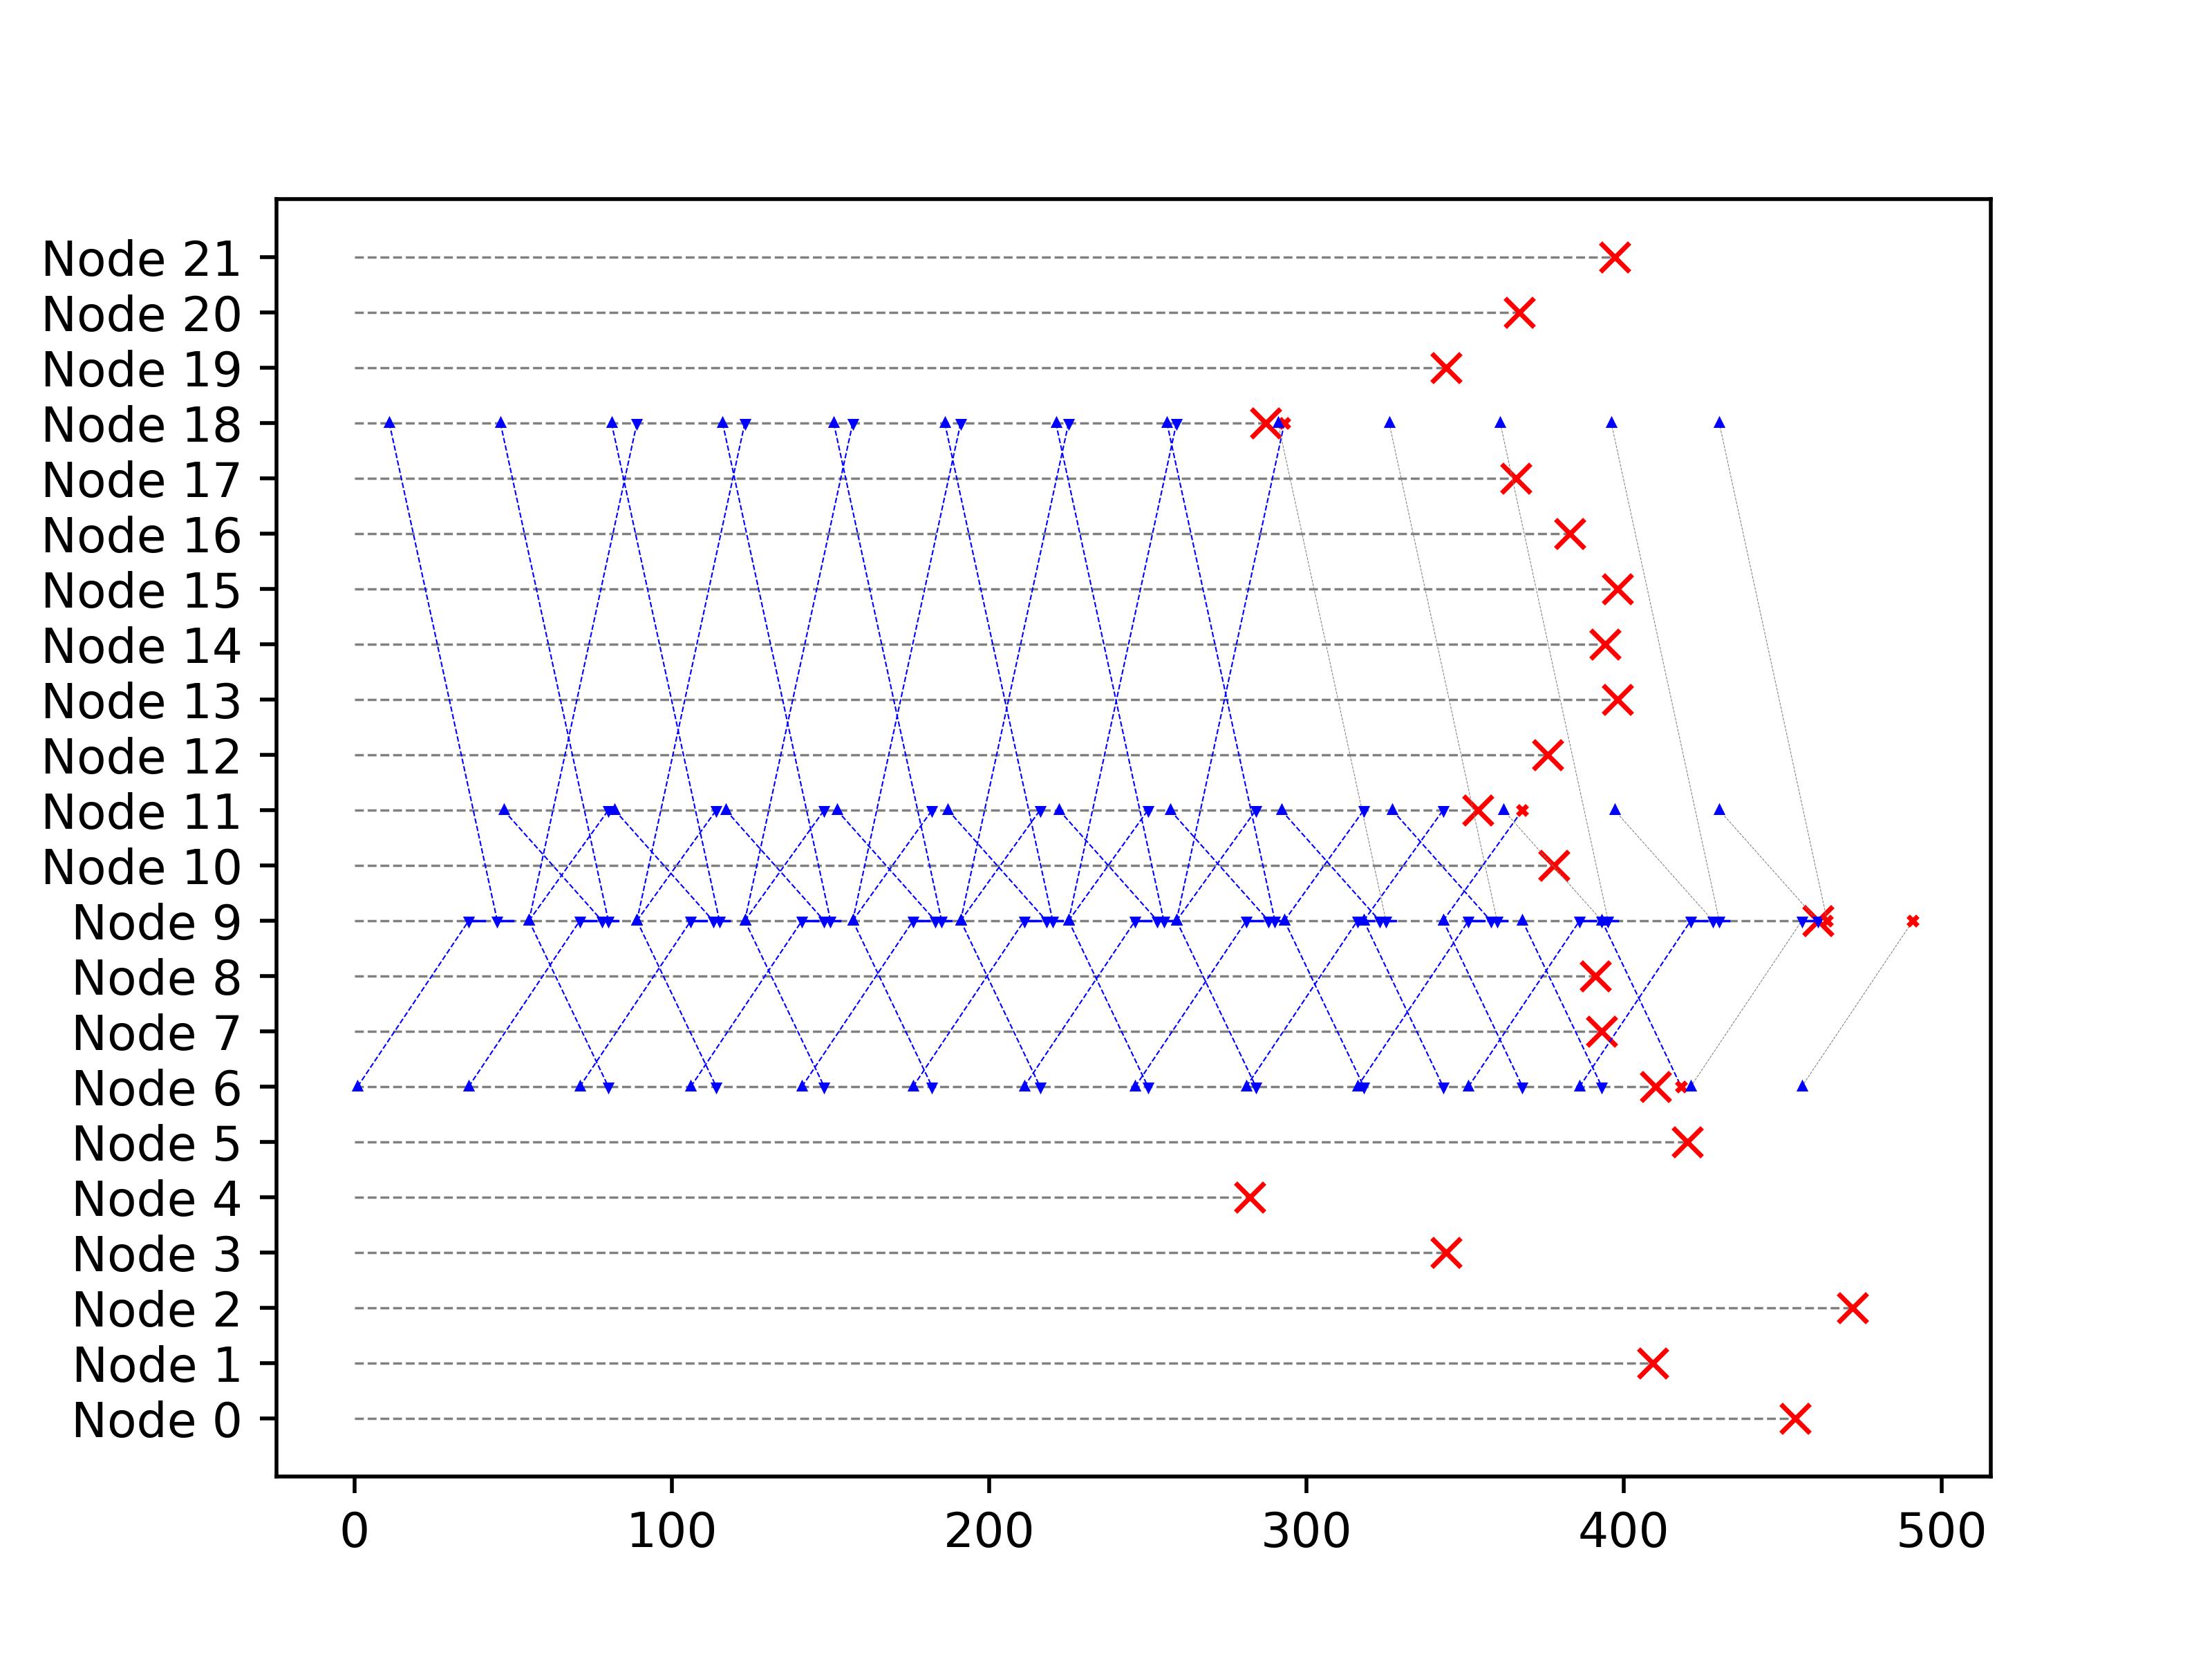 Node 21
Node 20
Node 19
Node 18
Node 17
Node 16
Node 15
Node 14
Node 13
Node 12
Node 11
Node 10
Node 9
Node 8
Node 7
Node 6
Node 5
Node 4
Node 3
Node 2
Node 1
Node 0
0 100 200 300 400 500